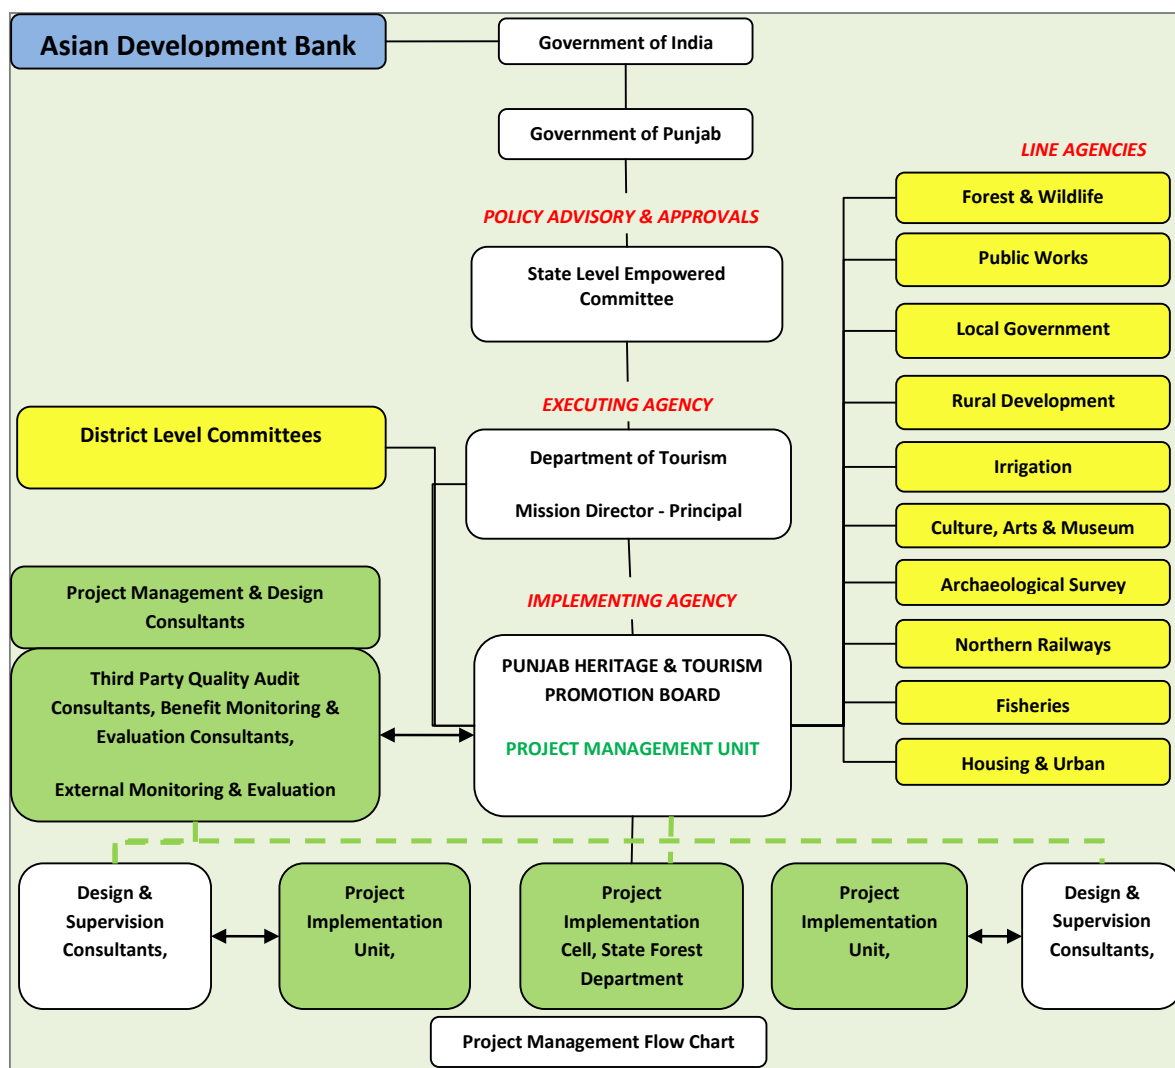 Asian Development Bank
Government of India
Government of Punjab
LINE AGENCIES
Forest & Wildlife
POLICY ADVISORY & APPROVALS
Public Works
State Level Empowered
Committee
Local Government
EXECUTING AGENCY
Rural Development
District Level Committees
Department of Tourism
Mission Director - Principal
Irrigation
Culture, Arts & Museum
Project Management & Design
Consultants
IMPLEMENTING AGENCY
Archaeological Survey
Northern Railways
Third Party Quality Audit
Consultants, Benefit Monitoring &
Evaluation Consultants,
External Monitoring & Evaluation
PUNJAB HERITAGE & TOURISM
PROMOTION BOARD
PROJECT MANAGEMENT UNIT
Fisheries
Housing & Urban
Design &
Supervision
Consultants,
Project
Implementation
Unit,
Project
Implementation
Cell, State Forest
Department
Project
Implementation
Unit,
Design &
Supervision
Consultants,
Project Management Flow Chart